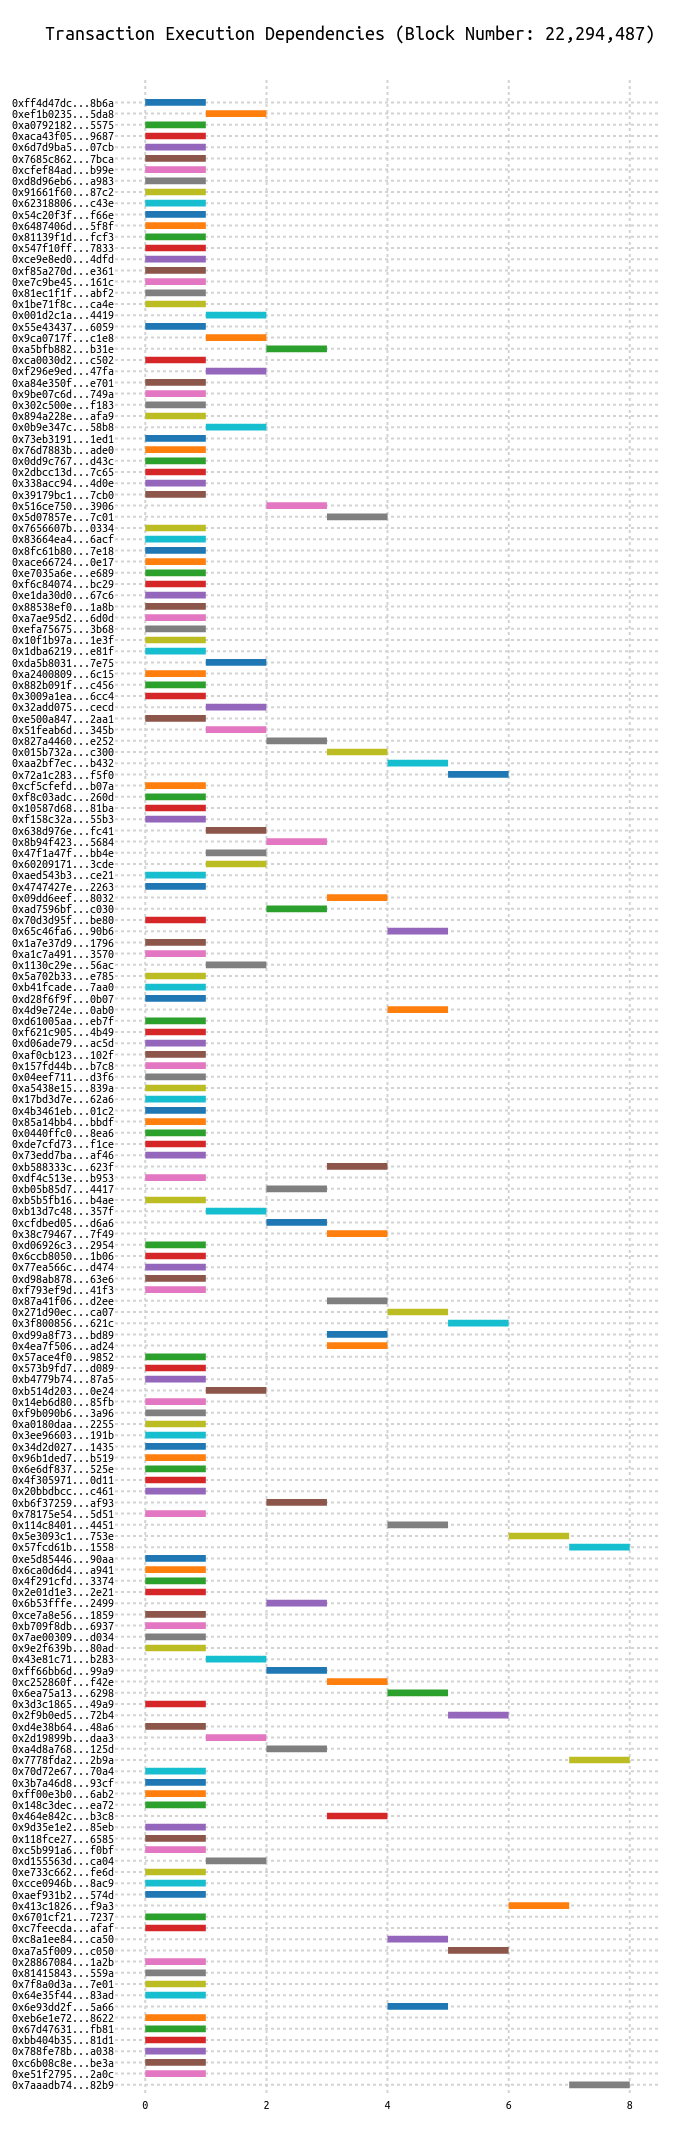 Transaction Execution Dependencies (Block Number: 22,294,487)
0xff4d47dc...8b6a
0xef1b0235...5da8
0xa0792182...5575
0xaca43f05...9687
0x6d7d9ba5...07cb
0x7685c862...7bca
0xcfef84ad...b99e
0xd8d96eb6...a983
0x91661f60...87c2
0x62318806...c43e
0x54c20f3f...f66e
0x6487406d...5f8f
0x81139f1d...fcf3
0x547f10ff...7833
0xce9e8ed0...4dfd
0xf85a270d...e361
0xe7c9be45...161c
0x81ec1f1f...abf2
0x1be71f8c...ca4e
0x001d2c1a...4419
0x55e43437...6059
0x9ca0717f...c1e8
0xa5bfb882...b31e
0xca0030d2...c502
0xf296e9ed...47fa
0xa84e350f...e701
0x9be07c6d...749a
0x302c500e...f183
0x894a228e...afa9
0x0b9e347c...58b8
0x73eb3191...1ed1
0x76d7883b...ade0
0x0dd9c767...d43c
0x2dbcc13d...7c65
0x338acc94...4d0e
0x39179bc1...7cb0
0x516ce750...3906
0x5d07857e...7c01
0x7656607b...0334
0x83664ea4...6acf
0x8fc61b80...7e18
0xace66724...0e17
0xe7035a6e...e689
0xf6c84074...bc29
0xe1da30d0...67c6
0x88538ef0...1a8b
0xa7ae95d2...6d0d
0xefa75675...3b68
0x10f1b97a...1e3f
0x1dba6219...e81f
0xda5b8031...7e75
0xa2400809...6c15
0x882b091f...c456
0x3009a1ea...6cc4
0x32add075...cecd
0xe500a847...2aa1
0x51feab6d...345b
0x827a4460...e252
0x015b732a...c300
0xaa2bf7ec...b432
0x72a1c283...f5f0
0xcf5cfefd...b07a
0xf8c03adc...260d
0x10587d68...81ba
0xf158c32a...55b3
0x638d976e...fc41
0x8b94f423...5684
0x47f1a47f...bb4e
0x60209171...3cde
0xaed543b3...ce21
0x4747427e...2263
0x09dd6eef...8032
0xad7596bf...c030
0x70d3d95f...be80
0x65c46fa6...90b6
0x1a7e37d9...1796
0xa1c7a491...3570
0x1130c29e...56ac
0x5a702b33...e785
0xb41fcade...7aa0
0xd28f6f9f...0b07
0x4d9e724e...0ab0
0xd61005aa...eb7f
0xf621c905...4b49
0xd06ade79...ac5d
0xaf0cb123...102f
0x157fd44b...b7c8
0x04eef711...d3f6
0xa5438e15...839a
0x17bd3d7e...62a6
0x4b3461eb...01c2
0x85a14bb4...bbdf
0x0440ffc0...8ea6
0xde7cfd73...f1ce
0x73edd7ba...af46
0xb588333c...623f
0xdf4c513e...b953
0xb05b85d7...4417
0xb5b5fb16...b4ae
0xb13d7c48...357f
0xcfdbed05...d6a6
0x38c79467...7f49
0xd06926c3...2954
0x6ccb8050...1b06
0x77ea566c...d474
0xd98ab878...63e6
0xf793ef9d...41f3
0x87a41f06...d2ee
0x271d90ec...ca07
0x3f800856...621c
0xd99a8f73...bd89
0x4ea7f506...ad24
0x57ace4f0...9852
0x573b9fd7...d089
0xb4779b74...87a5
0xb514d203...0e24
0x14eb6d80...85fb
0xf9b090b6...3a96
0xa0180daa...2255
0x3ee96603...191b
0x34d2d027...1435
0x96b1ded7...b519
0x6e6df837...525e
0x4f305971...0d11
0x20bbdbcc...c461
0xb6f37259...af93
0x78175e54...5d51
0x114c8401...4451
0x5e3093c1...753e
0x57fcd61b...1558
0xe5d85446...90aa
0x6ca0d6d4...a941
0x4f291cfd...3374
0x2e01d1e3...2e21
0x6b53fffe...2499
0xce7a8e56...1859
0xb709f8db...6937
0x7ae00309...d034
0x9e2f639b...80ad
0x43e81c71...b283
0xff66bb6d...99a9
0xc252860f...f42e
0x6ea75a13...6298
0x3d3c1865...49a9
0x2f9b0ed5...72b4
0xd4e38b64...48a6
0x2d19899b...daa3
0xa4d8a768...125d
0x7778fda2...2b9a
0x70d72e67...70a4
0x3b7a46d8...93cf
0xff00e3b0...6ab2
0x148c3dec...ea72
0x464e842c...b3c8
0x9d35e1e2...85eb
0x118fce27...6585
0xc5b991a6...f0bf
0xd155563d...ca04
0xe733c662...fe6d
0xcce0946b...8ac9
0xaef931b2...574d
0x413c1826...f9a3
0x6701cf21...7237
0xc7feecda...afaf
0xc8a1ee84...ca50
0xa7a5f009...c050
0x28867084...1a2b
0x81415843...559a
0x7f8a0d3a...7e01
0x64e35f44...83ad
0x6e93dd2f...5a66
0xeb6e1e72...8622
0x67d47631...fb81
0xbb404b35...81d1
0x788fe78b...a038
0xc6b08c8e...be3a
0xe51f2795...2a0c
0x7aaadb74...82b9
0 2 4 6 8